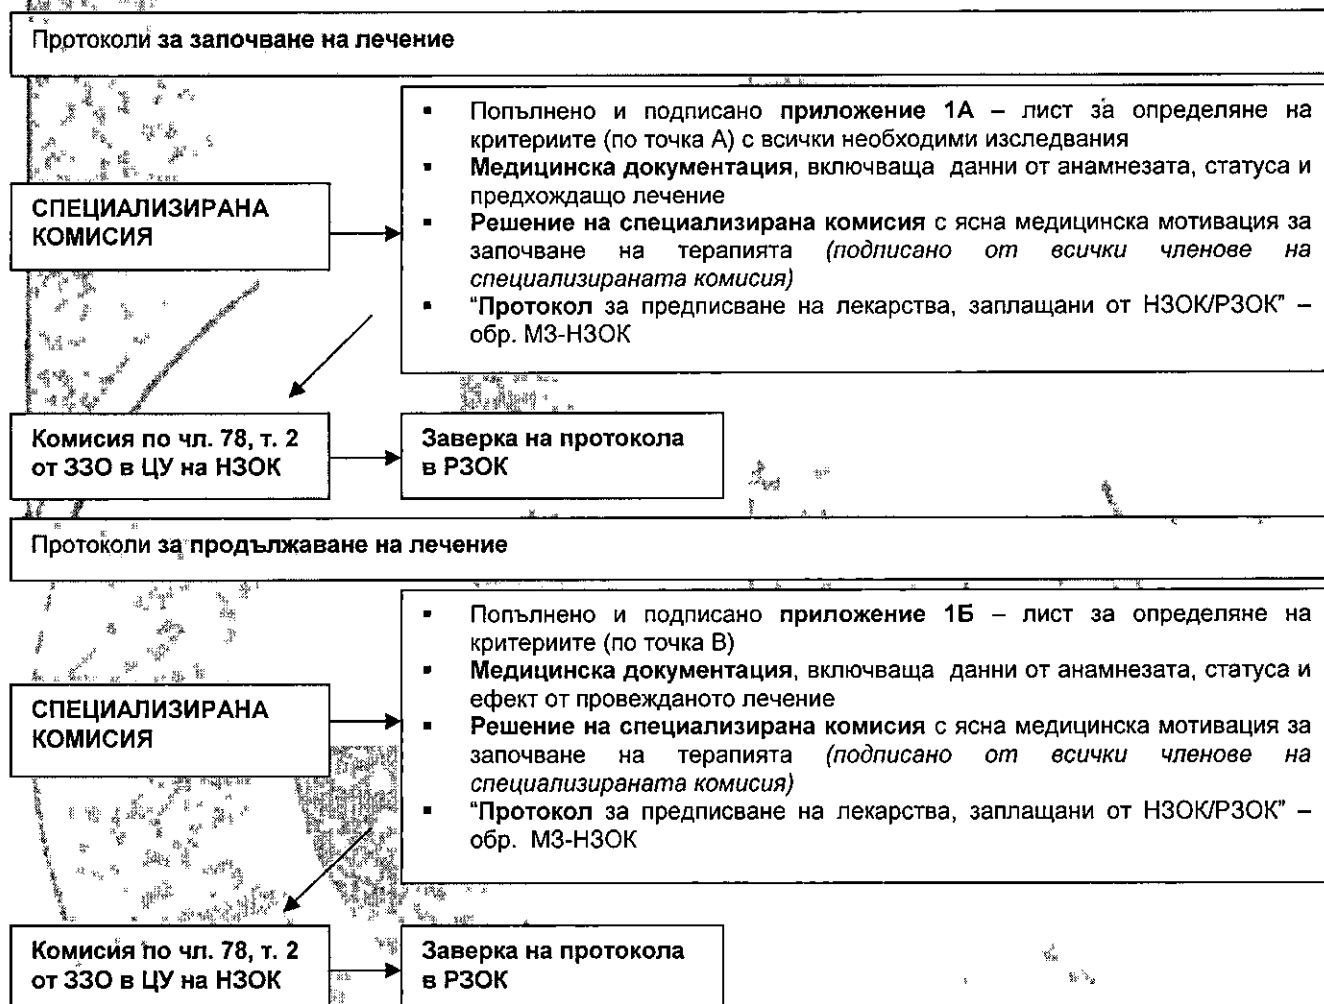 Протоколи за започване на лечение
▪ Попълнено и подписано приложение 1А – лист за определяне на
критериите (по точка А) с всички необходими изследвания
▪ Медицинска документация, включваща данни от анамнезата, статуса и
предхождащо лечение
▪ Решение на специализирана комисия с ясна медицинска мотивация за
започване на терапията (подписано от всички членове на
специализираната комисия)
▪ "Протокол за предписване на лекарства, заплащани от НЗОК/РЗОК" –
обр. МЗ-НЗОК
СПЕЦИАЛИЗИРАНА
КОМИСИЯ
Комисия по чл. 78, т. 2
от ЗЗО в ЦУ на НЗОК
Заверка на протокола
в РЗОК
Протоколи за продължаване на лечение
▪ Попълнено и подписано приложение 1Б – лист за определяне на
критериите (по точка В)
▪ Медицинска документация, включваща данни от анамнезата, статуса и
ефект от провежданото лечение
▪ Решение на специализирана комисия с ясна медицинска мотивация за
започване на терапията (подписано от всички членове на
специализираната комисия)
▪ "Протокол за предписване на лекарства, заплащани от НЗОК/РЗОК" –
обр. МЗ-НЗОК
СПЕЦИАЛИЗИРАНА
КОМИСИЯ
Комисия по чл. 78, т. 2
от ЗЗО в ЦУ на НЗОК
Заверка на протокола
в РЗОК